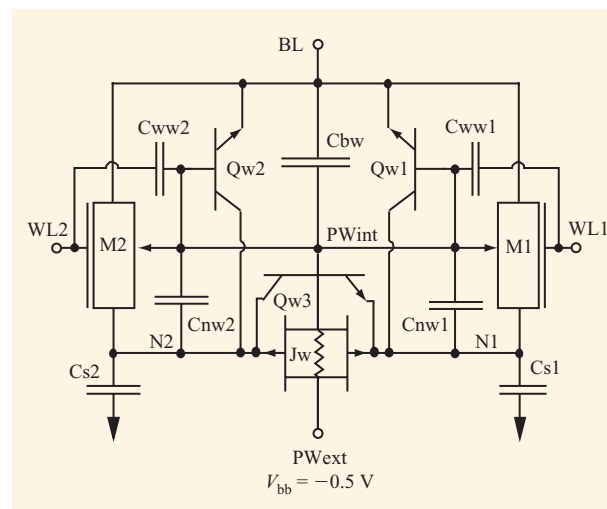 BL
Cww2
Cbw
Cww1
Qw2
Qw1
WL2
M2
PWint
M1
WL1
Qw3
Cnw2
Cnw1
N2
Jw
N1
Cs2
Cs1
PWext
Vbb = −0.5 V